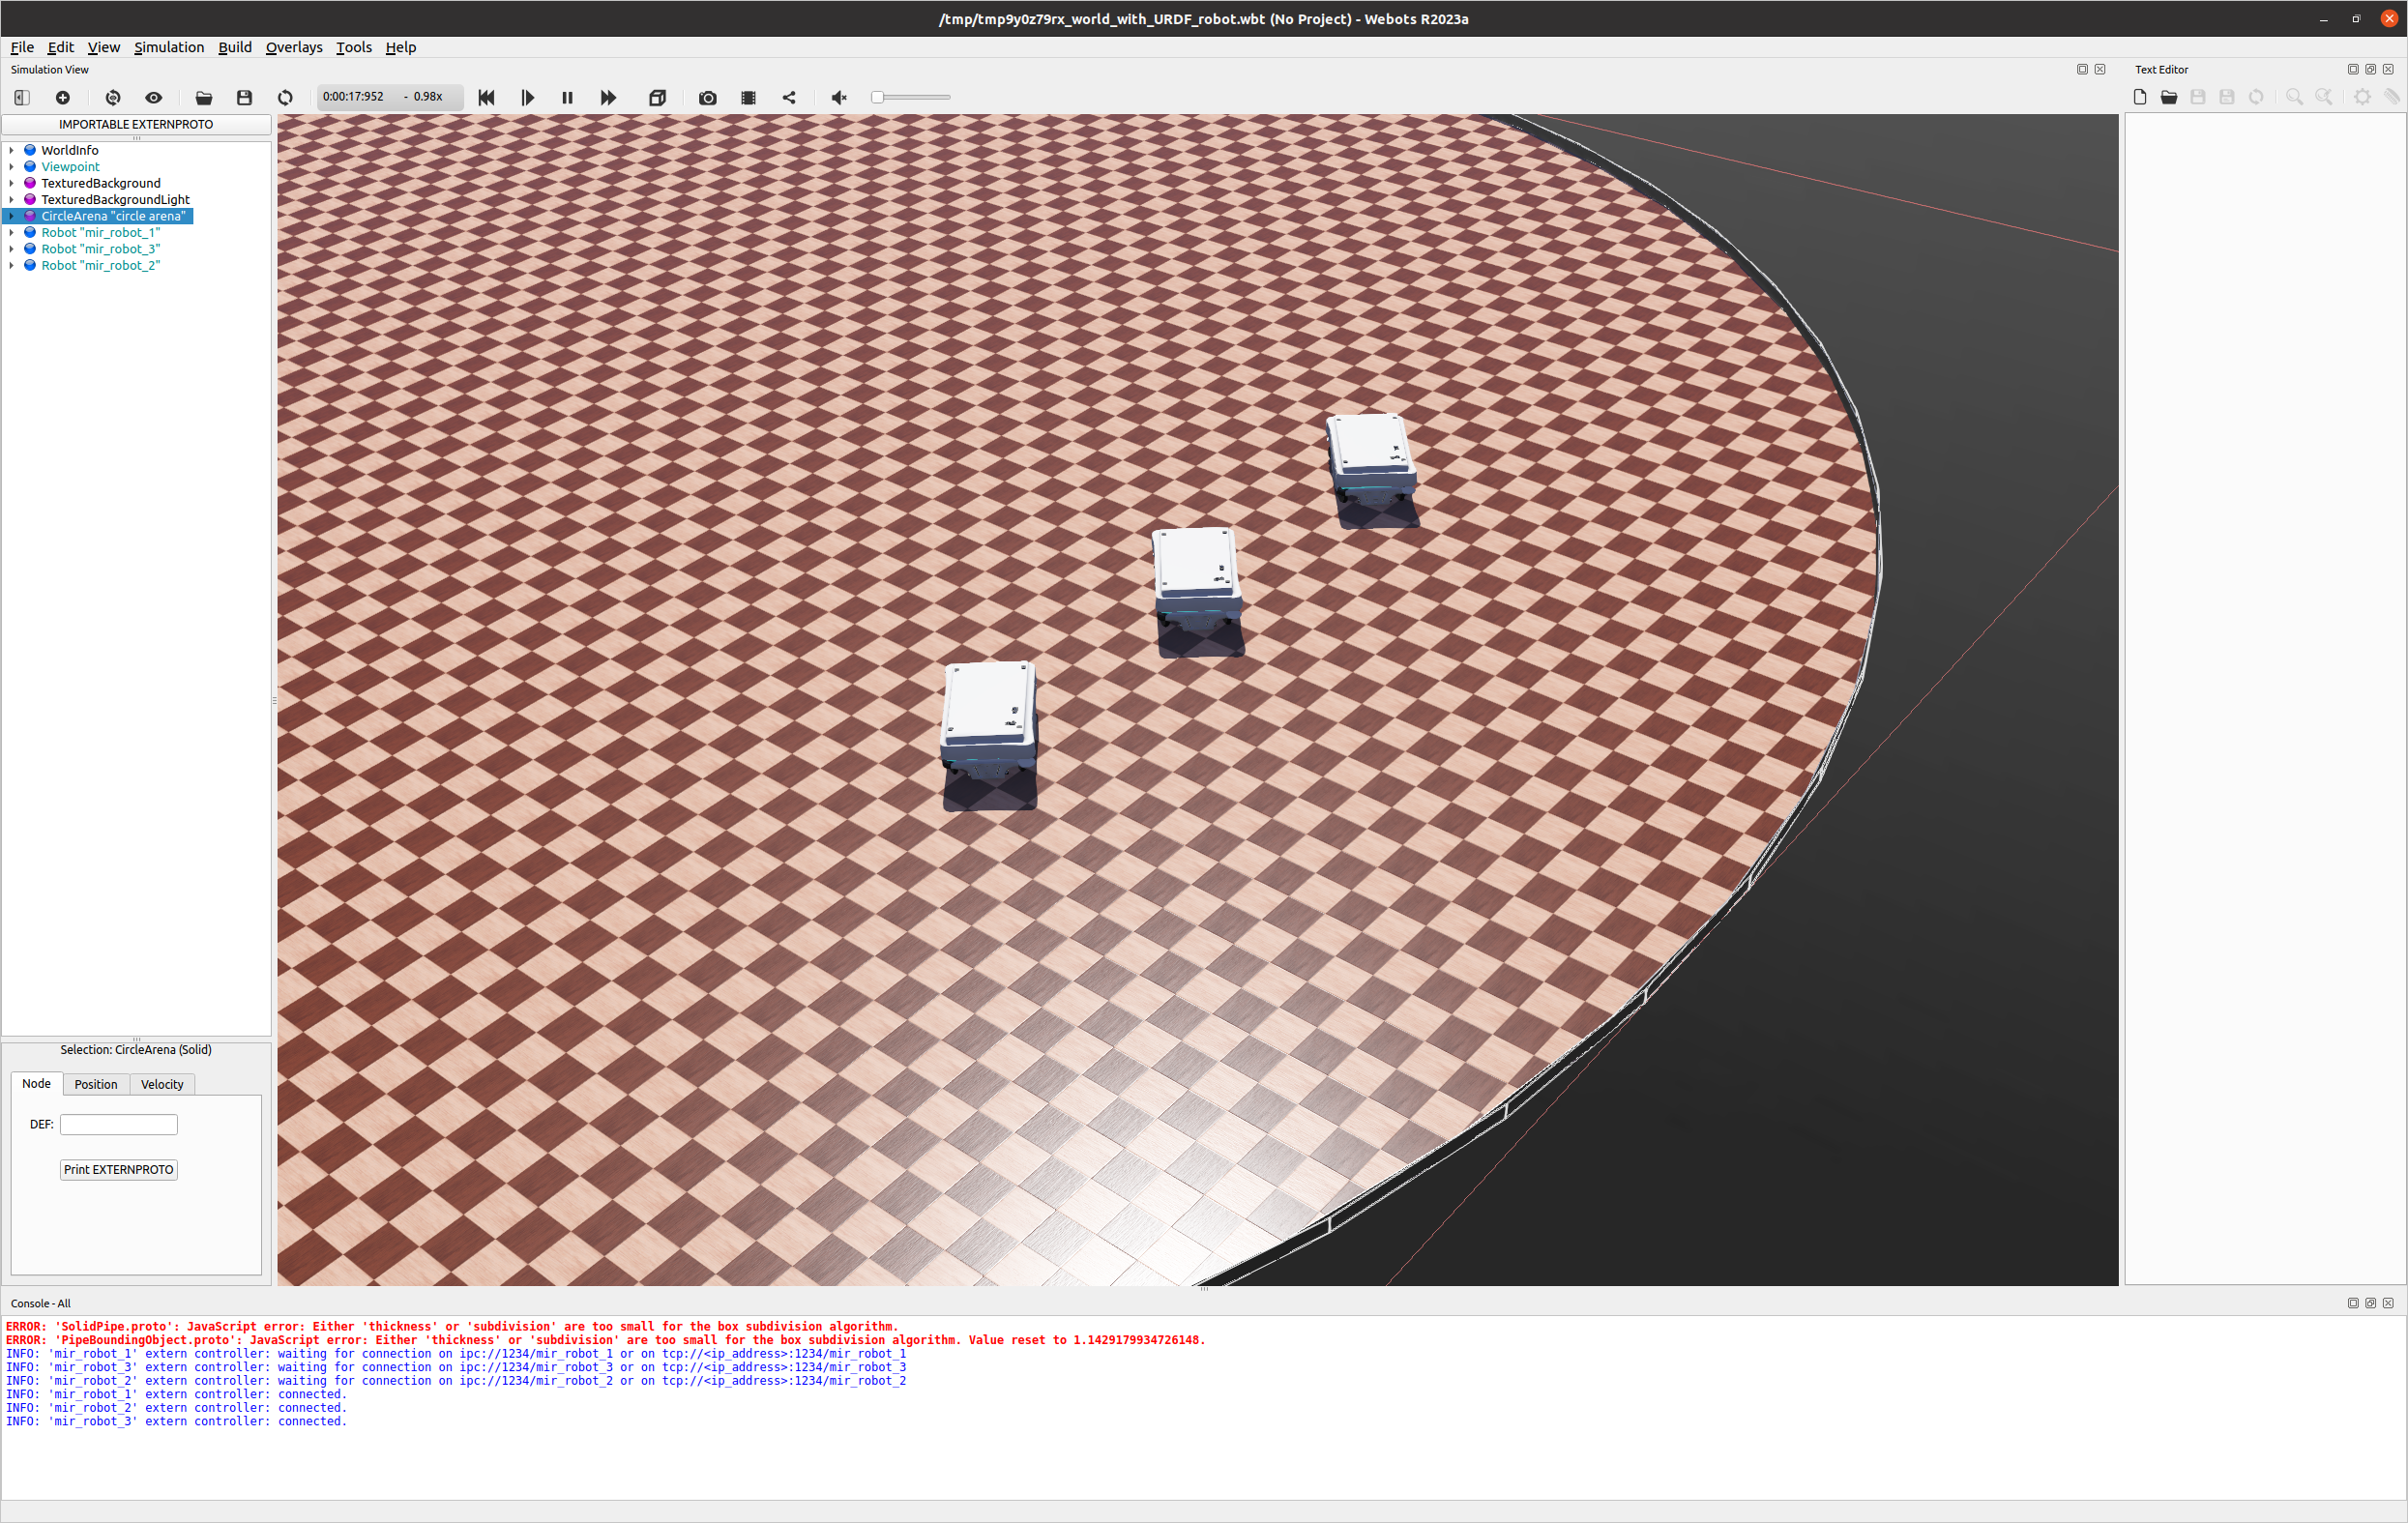 /tmp/tmp9y0z79rx_world_with_URDF_robot.wbt (No Project) - Webots R2023a
File Edit View Simulation Build Overlays Tools Help
Simulation View
Text Editor
0:00:17:952 - 0.98x
IMPORTABLE EXTERNPROTO
WorldInfo
Viewpoint
TexturedBackground
TexturedBackgroundLight
CircleArena "circle arena"
Robot "mir_robot_1"
Robot "mir_robot_3"
Robot "mir_robot_2"
Selection: CircleArena (Solid)
Node Position Velocity
DEF:
Print EXTERNPROTO
Console - All
ERROR: 'SolidPipe.proto': JavaScript error: Either 'thickness' or 'subdivision' are too small for the box subdivision algorithm.
ERROR: 'PipeBoundingObject.proto': JavaScript error: Either 'thickness' or 'subdivision' are too small for the box subdivision algorithm. Value reset to 1.1429179934726148.
INFO: 'mir_robot_1' extern controller: waiting for connection on ipc://1234/mir_robot_1 or on tcp://<ip_address>:1234/mir_robot_1
INFO: 'mir_robot_3' extern controller: waiting for connection on ipc://1234/mir_robot_3 or on tcp://<ip_address>:1234/mir_robot_3
INFO: 'mir_robot_2' extern controller: waiting for connection on ipc://1234/mir_robot_2 or on tcp://<ip_address>:1234/mir_robot_2
INFO: 'mir_robot_1' extern controller: connected.
INFO: 'mir_robot_2' extern controller: connected.
INFO: 'mir_robot_3' extern controller: connected.